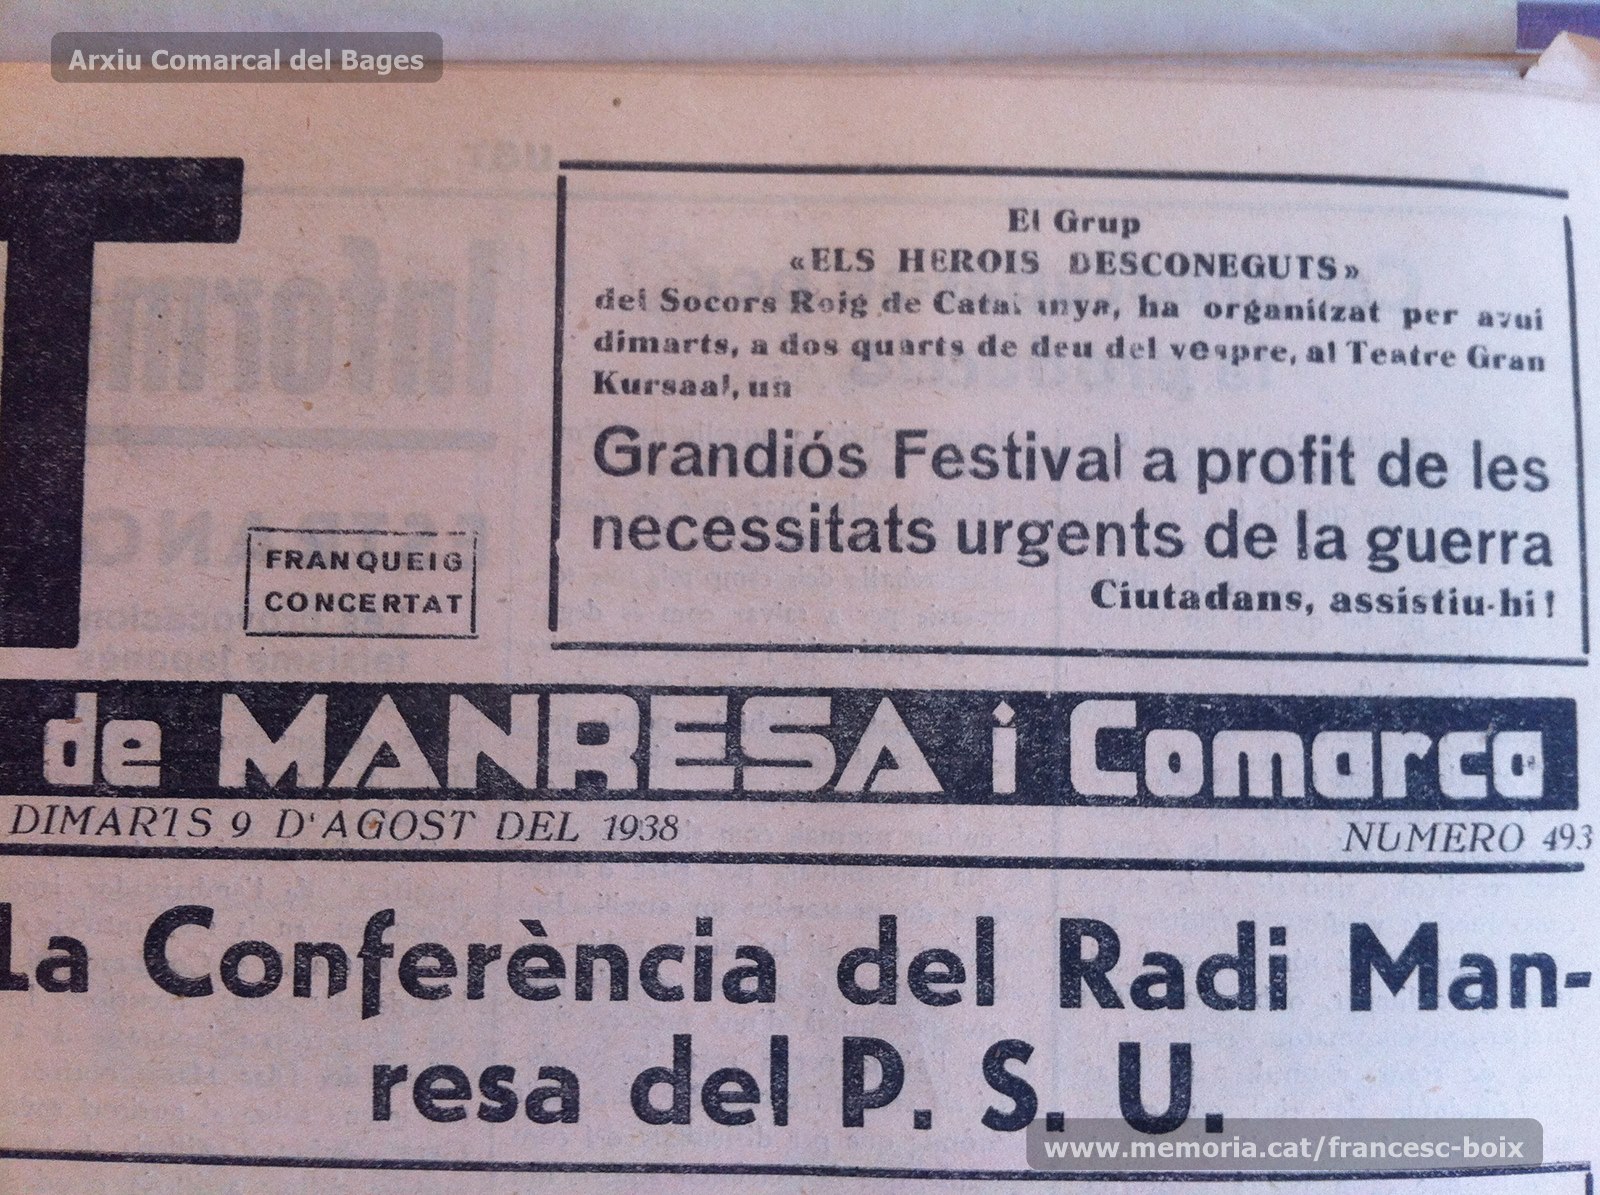 Arxiu Comarcal del Bages
El Grup
«ELS HEROIS DESCONEGUTS»
del Socors Roig de Catalunya, ha organitzat per avui
dimarts, a dos quarts de deu del vespre, al Teatre Gran
Kursaal, un
Grandiós Festival a profit de les
necessitats urgents de la guerra
Ciutadans, assistiu-hi!
T
FRANQUEIG
CONCERTAT
de MANRESA i Comarca
DIMARTS 9 D'AGOST DEL 1938
NUMERO 493
La Conferència del Radi Man-
resa del P. S. U.
www.memoria.cat/francesc-boix